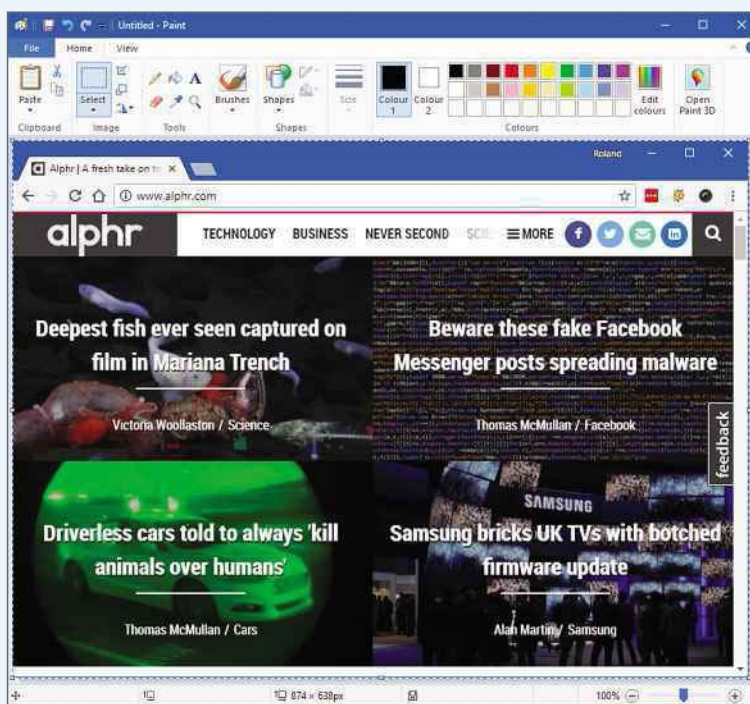 Untitled - Paint
File Home View
Paste
Select
Brushes
Shapes
Size
Colour 1
Colour 2
Edit colours
Open Paint 3D
Clipboard Image Tools Shapes Colours
Roland
Alphr | A fresh take on
www.alphr.com
alphr TECHNOLOGY BUSINESS NEVER SECOND MORE
Deepest fish ever seen captured on
film in Mariana Trench
Victoria Woollaston / Science
Beware these fake Facebook
Messenger posts spreading malware
Thomas McMullan / Facebook
feedback
Driverless cars told to always 'kill
animals over humans'
Thomas McMullan / Cars
SAMSUNG
Samsung bricks UK TVs with botched
firmware update
Alan Martin / Samsung
874 × 638px
100%